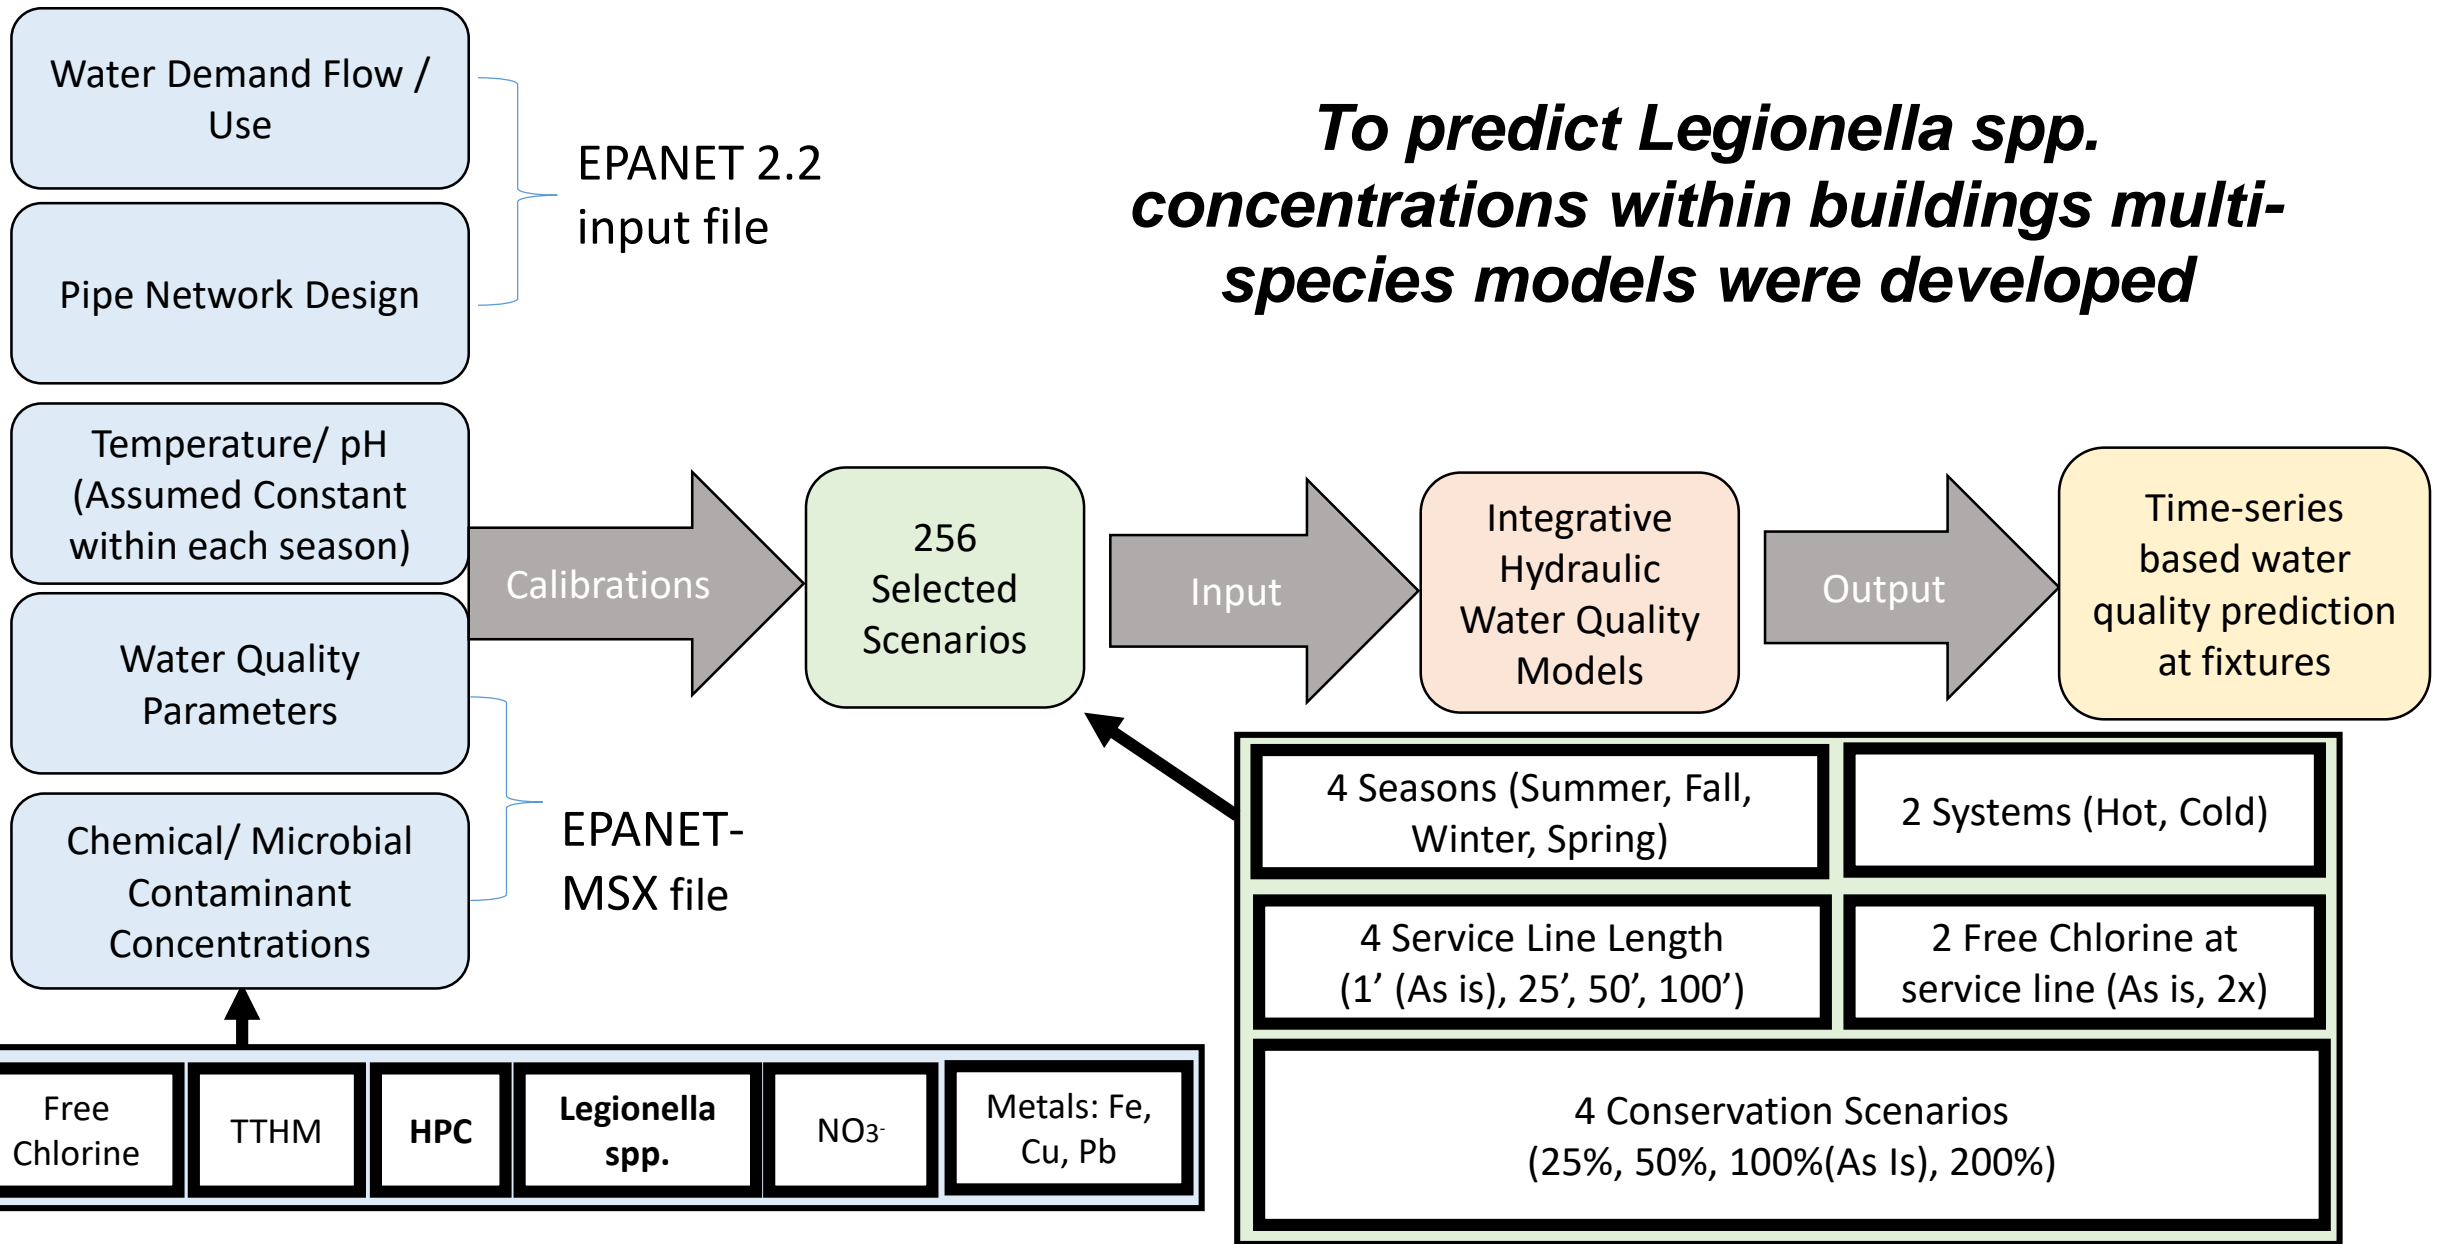 Water Demand Flow /
Use
Pipe Network Design
EPANET 2.2
input file
To predict Legionella spp.
concentrations within buildings multi-
species models were developed
Temperature/ pH
(Assumed Constant
within each season)
Water Quality
Parameters
Chemical/ Microbial
Contaminant
Concentrations
EPANET-
MSX file
Calibrations
256
Selected
Scenarios
Input
Integrative
Hydraulic
Water Quality
Models
Output
Time-series
based water
quality prediction
at fixtures
4 Seasons (Summer, Fall,
Winter, Spring)
2 Systems (Hot, Cold)
4 Service Line Length
(1’ (As is), 25’, 50’, 100’)
2 Free Chlorine at
service line (As is, 2x)
4 Conservation Scenarios
(25%, 50%, 100%(As Is), 200%)
Free
Chlorine
TTHM
HPC
Legionella
spp.
NO3-
Metals: Fe,
Cu, Pb